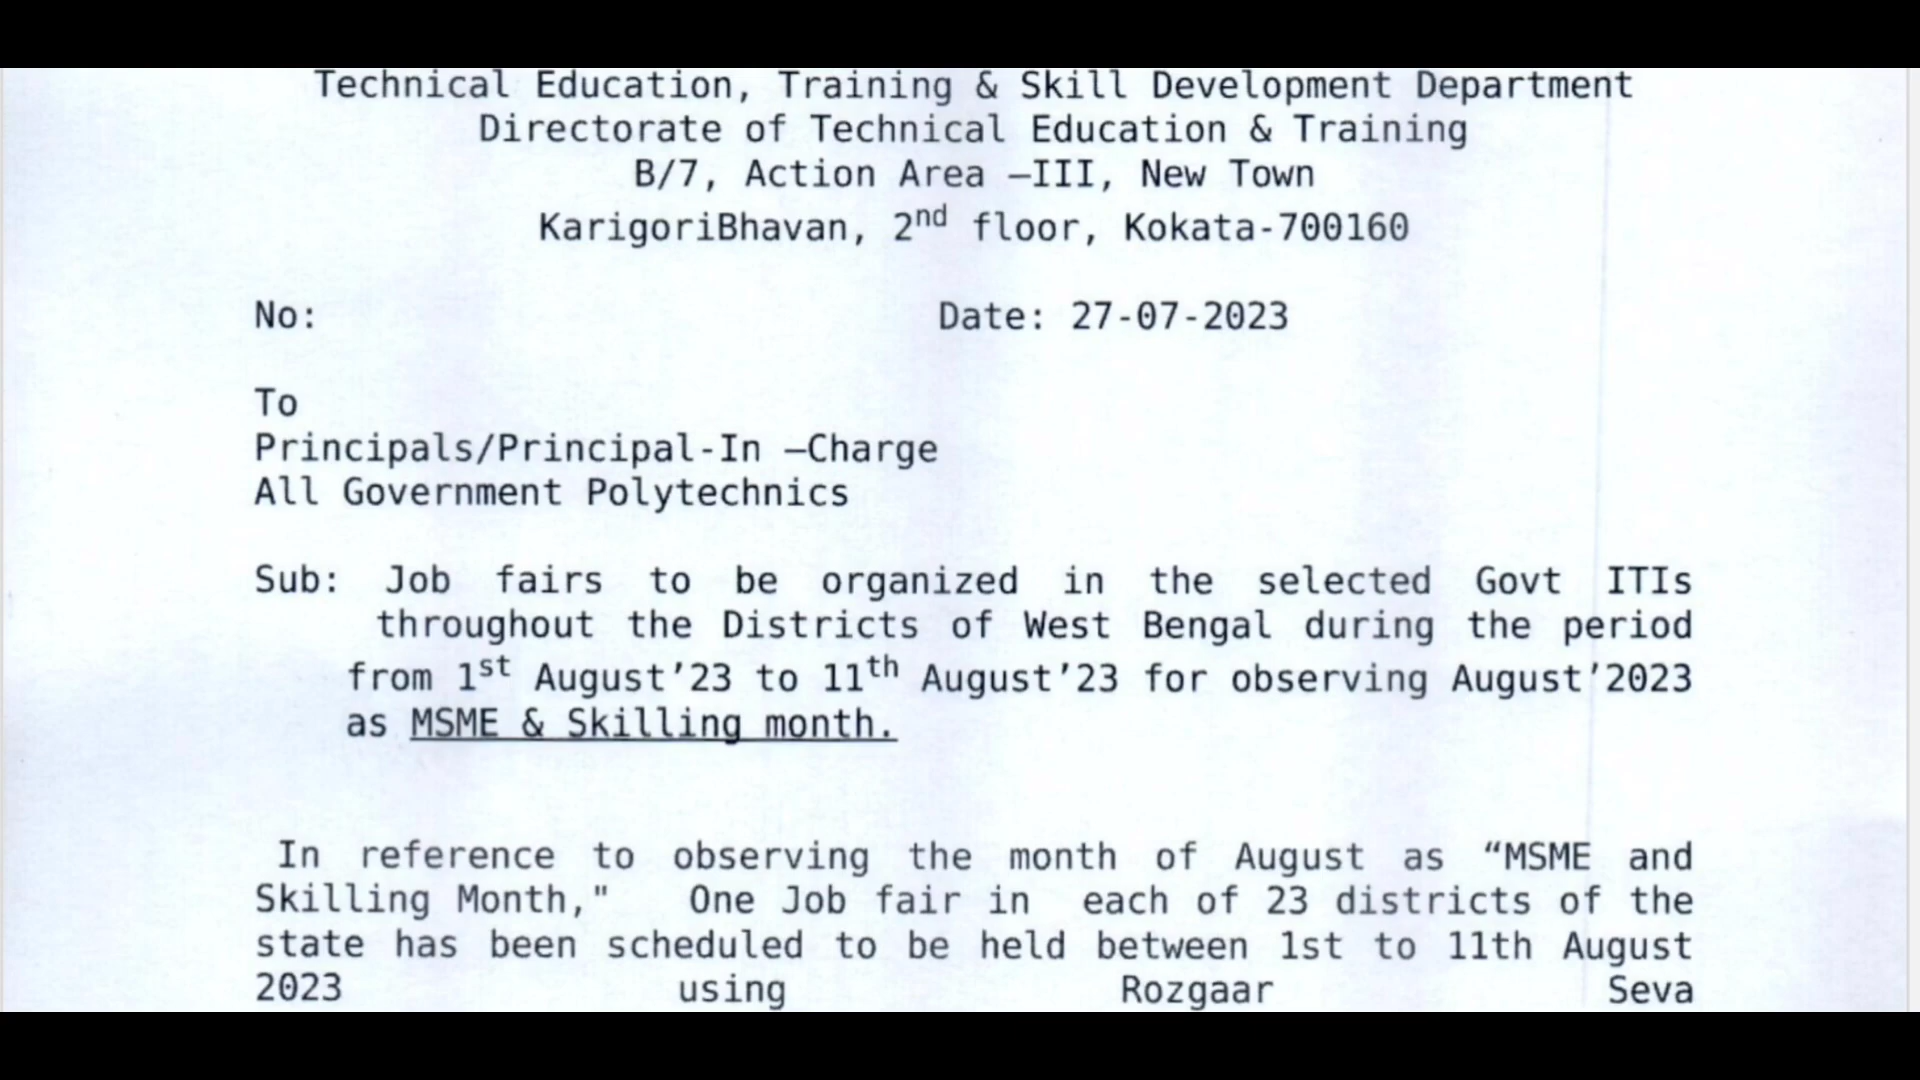 Technical Education, Training & Skill Development Department
Directorate of Technical Education & Training
B/7, Action Area –III, New Town
KarigoriBhavan, 2nd floor, Kokata-700160
No: Date: 27-07-2023
To
Principals/Principal-In –Charge
All Government Polytechnics
Sub: Job fairs to be organized in the selected Govt ITIs
throughout the Districts of West Bengal during the period
from 1st August’23 to 11th August’23 for observing August’2023
as MSME & Skilling month.
In reference to observing the month of August as “MSME and
Skilling Month," One Job fair in each of 23 districts of the
state has been scheduled to be held between 1st to 11th August
2023 using Rozgaar Seva